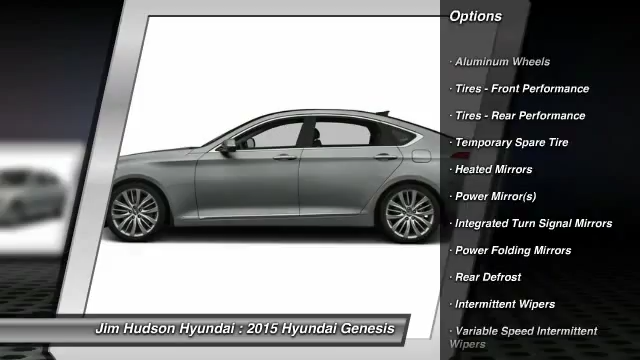 Options
· Aluminum Wheels
· Tires - Front Performance
· Tires - Rear Performance
· Temporary Spare Tire
· Heated Mirrors
· Power Mirror(s)
· Integrated Turn Signal Mirrors
· Power Folding Mirrors
· Rear Defrost
· Intermittent Wipers
· Variable Speed Intermittent
Wipers
Jim Hudson Hyundai : 2015 Hyundai Genesis